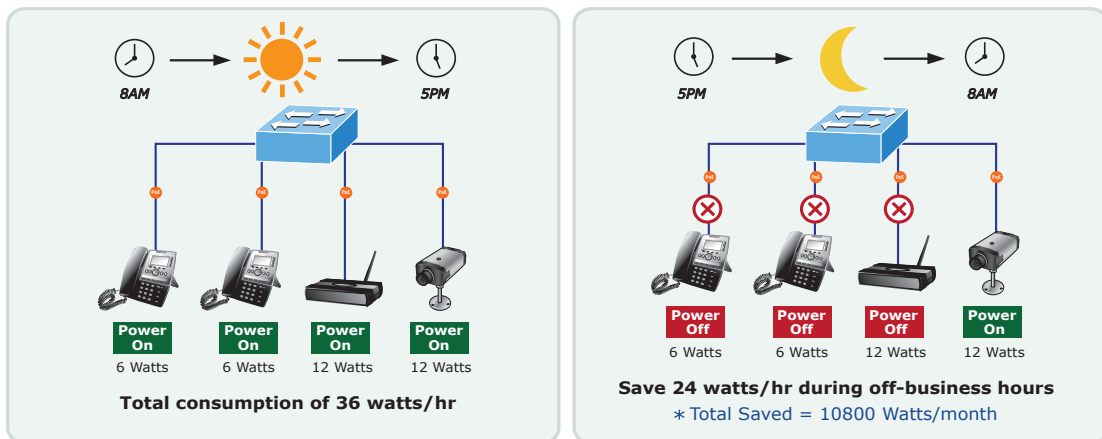 8AM
5PM
PoE
PoE
PoE
PoE
Power
On
6 Watts
Power
On
6 Watts
Power
On
12 Watts
Power
On
12 Watts
Total consumption of 36 watts/hr
5PM
8AM
PoE
PoE
PoE
PoE
Power
Off
6 Watts
Power
Off
6 Watts
Power
Off
12 Watts
Power
On
12 Watts
Save 24 watts/hr during off-business hours
* Total Saved = 10800 Watts/month